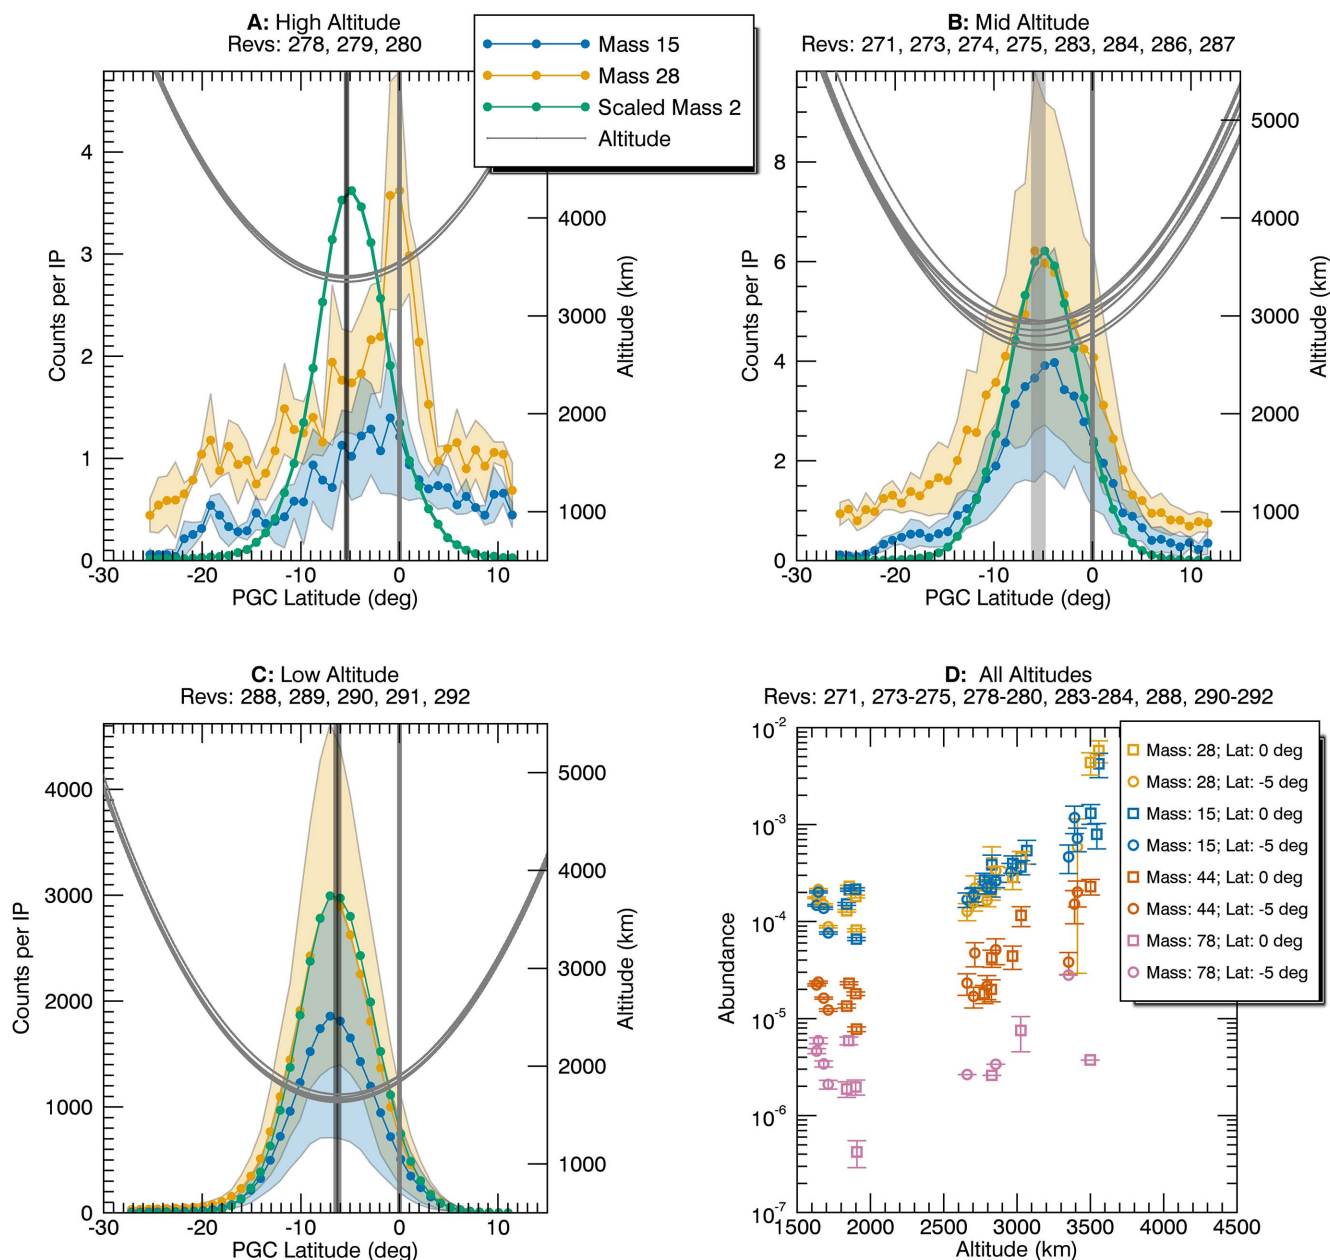 A: High Altitude
Revs: 278, 279, 280
Mass 15
Mass 28
Scaled Mass 2
Altitude
Counts per IP
4
3
2
1
0
4000
3000
2000
1000
Altitude (km)
-30 -20 -10 0 10
PGC Latitude (deg)
B: Mid Altitude
Revs: 271, 273, 274, 275, 283, 284, 286, 287
Counts per IP
8
6
4
2
0
5000
4000
3000
2000
1000
Altitude (km)
-30 -20 -10 0 10
PGC Latitude (deg)
C: Low Altitude
Revs: 288, 289, 290, 291, 292
Counts per IP
4000
3000
2000
1000
0
5000
4000
3000
2000
1000
Altitude (km)
-30 -20 -10 0 10
PGC Latitude (deg)
D: All Altitudes
Revs: 271, 273-275, 278-280, 283-284, 288, 290-292
Mass: 28; Lat: 0 deg
Mass: 28; Lat: -5 deg
Mass: 15; Lat: 0 deg
Mass: 15; Lat: -5 deg
Mass: 44; Lat: 0 deg
Mass: 44; Lat: -5 deg
Mass: 78; Lat: 0 deg
Mass: 78; Lat: -5 deg
Abundance
10-2
10-3
10-4
10-5
10-6
10-7
1500 2000 2500 3000 3500 4000 4500
Altitude (km)